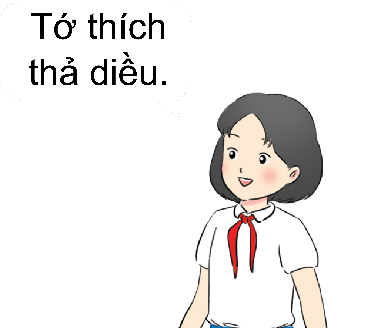 Tớ thích
thả diều.